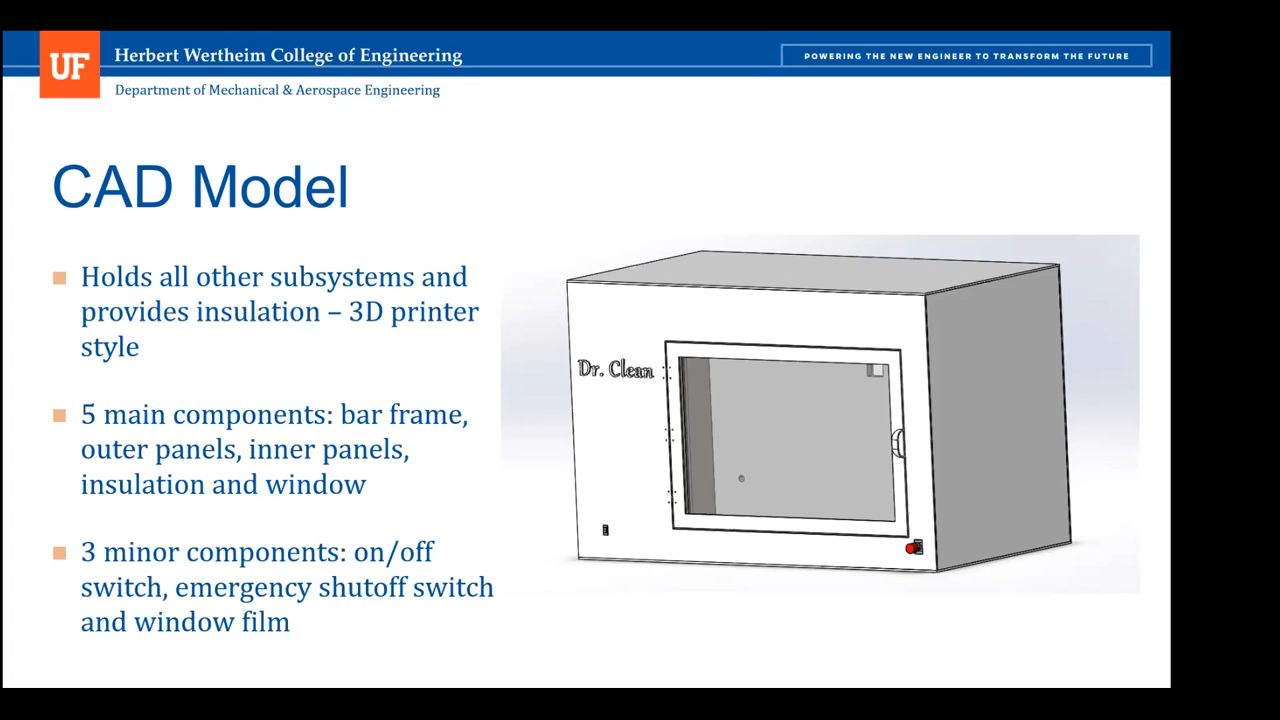 UF
Herbert Wertheim College of Engineering
POWERING THE NEW ENGINEER TO TRANSFORM THE FUTURE
Department of Mechanical & Aerospace Engineering
CAD Model
Holds all other subsystems and
provides insulation – 3D printer
style
5 main components: bar frame,
outer panels, inner panels,
insulation and window
3 minor components: on/off
switch, emergency shutoff switch
and window film
Dr. Clean